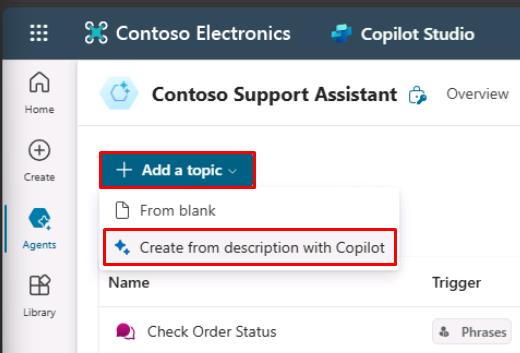 Contoso Electronics Copilot Studio
Home
Create
Agents
Library
Contoso Support Assistant Overview
Add a topic
From blank
Create from description with Copilot
Name Trigger
Check Order Status Phrases